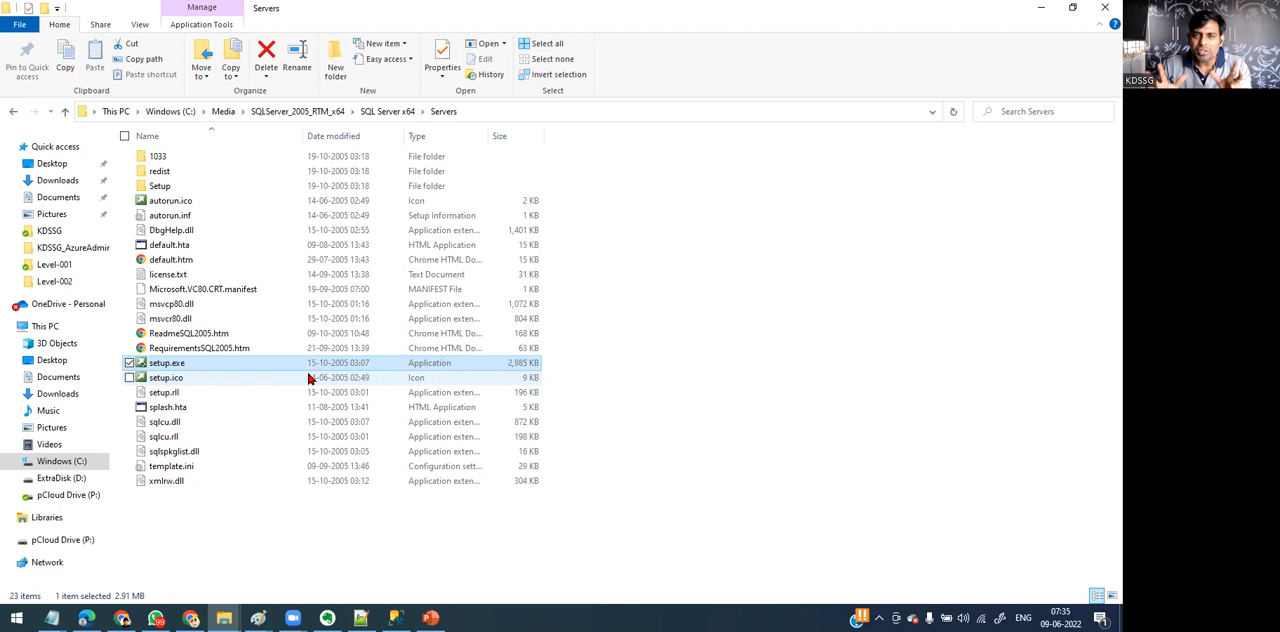 Manage
Servers
File
Home
Share
View
Application Tools
Pin to Quick access
Copy
Paste
Cut
Copy path
Paste shortcut
Clipboard
Move to
Copy to
Delete
Rename
Organize
New folder
New item
Easy access
New
Properties
Open
Edit
History
Open
Select all
Select none
Invert selection
Select
KDSSG
This PC > Windows (C:) > Media > SQLServer_2005_RTM_x64 > SQL Server x64 > Servers
Search Servers
Name Date modified Type Size
1033 19-10-2005 03:18 File folder
redist 19-10-2005 03:18 File folder
Setup 19-10-2005 03:18 File folder
autorun.ico 14-06-2005 02:49 Icon 2 KB
autorun.inf 14-06-2005 02:49 Setup Information 1 KB
DbgHelp.dll 15-10-2005 02:55 Application exten... 1,401 KB
default.hta 09-08-2005 13:43 HTML Application 15 KB
default.htm 29-07-2005 13:43 Chrome HTML Do... 15 KB
license.txt 14-09-2005 13:38 Text Document 31 KB
Microsoft.VC80.CRT.manifest 19-09-2005 07:00 MANIFEST File 1 KB
msvcp80.dll 15-10-2005 01:16 Application exten... 1,072 KB
msvcr80.dll 15-10-2005 01:16 Application exten... 804 KB
ReadmeSQL2005.htm 09-10-2005 10:48 Chrome HTML Do... 168 KB
RequirementsSQL2005.htm 21-09-2005 13:39 Chrome HTML Do... 63 KB
setup.exe 15-10-2005 03:07 Application 2,985 KB
setup.ico -06-2005 02:49 Icon 9 KB
setup.rll 15-10-2005 03:01 Application exten... 196 KB
splash.hta 11-08-2005 13:41 HTML Application 5 KB
sqlcu.dll 15-10-2005 03:07 Application exten... 872 KB
sqlcu.rll 15-10-2005 03:01 Application exten... 198 KB
sqlspkglist.dll 15-10-2005 03:05 Application exten... 16 KB
template.ini 09-09-2005 13:46 Configuration sett... 29 KB
xmlrw.dll 15-10-2005 03:12 Application exten... 304 KB
Quick access
Desktop
Downloads
Documents
Pictures
KDSSG
KDSSG_AzureAdmir
Level-001
Level-002
OneDrive - Personal
This PC
3D Objects
Desktop
Documents
Downloads
Music
Pictures
Videos
Windows (C:)
ExtraDisk (D:)
pCloud Drive (P:)
Libraries
pCloud Drive (P:)
Network
23 items 1 item selected 2.91 MB
99
ENG
07:35
09-06-2022
1